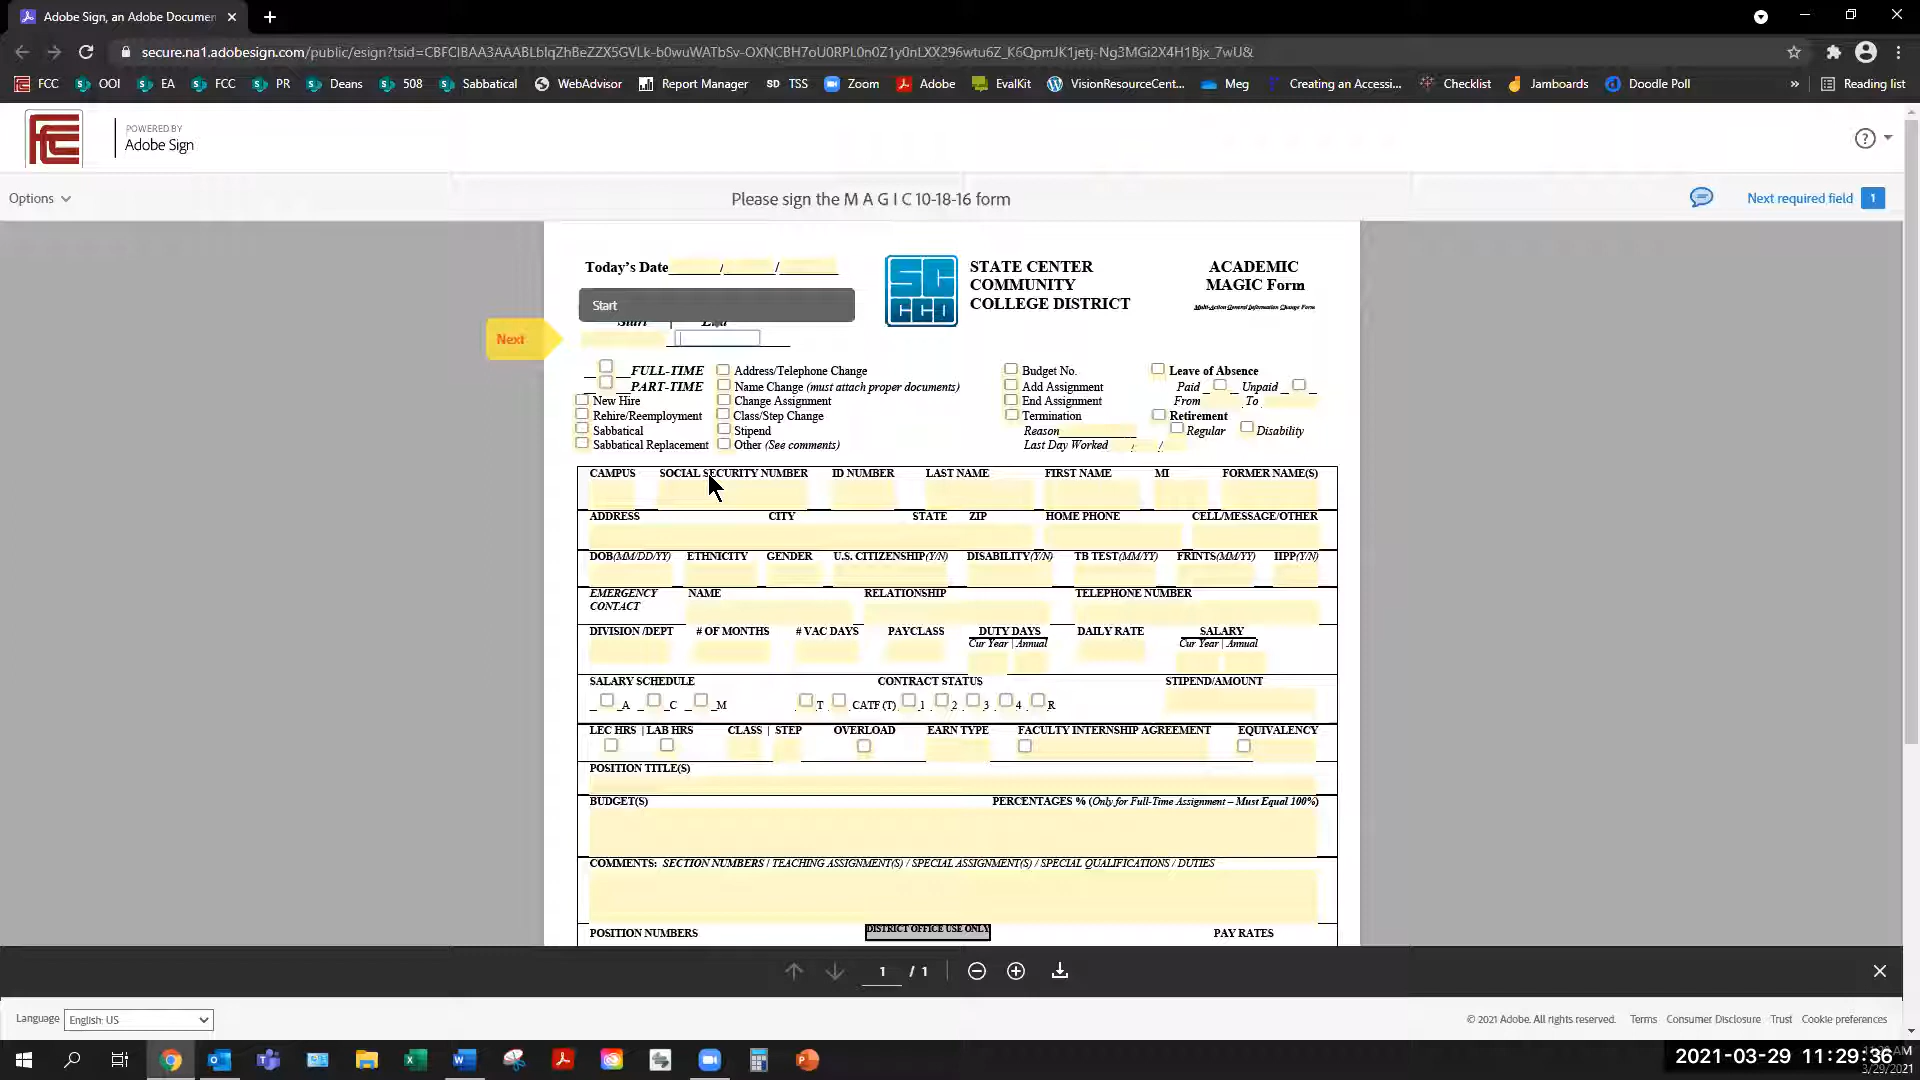 Adobe Sign, an Adobe Documen
secure.na1.adobesign.com/public/esign?tsid=CBFCIBAA3AAABLblqZhBeZZX5GVLk-b0wuWATbSv-OXNCBH7oU0RPL0n0Z1y0nLXX296wtu6Z_K6QpmJK1jetj-Ng3MGi2X4H1Bjx_7wU&
FCC OOI EA FCC PR Deans 508 Sabbatical WebAdvisor Report Manager SD TSS Zoom Adobe EvalKit VisionResourceCent... Meg Creating an Accessi... Checklist Jamboards Doodle Poll » Reading list
POWERED BY
Adobe Sign
Options Please sign the M A G I C 10-18-16 form Next required field 1
Today's Date / / STATE CENTER ACADEMIC
COMMUNITY MAGIC Form
COLLEGE DISTRICT Multi-Action General Information Change Form
Start
Start | End
Next
FULL-TIME Address/Telephone Change Budget No. Leave of Absence
PART-TIME Name Change (must attach proper documents) Add Assignment Paid Unpaid
New Hire Change Assignment End Assignment From To
Rehire/Reemployment Class/Step Change Termination Retirement
Sabbatical Stipend Reason Regular Disability
Sabbatical Replacement Other (See comments) Last Day Worked / /
CAMPUS SOCIAL SECURITY NUMBER ID NUMBER LAST NAME FIRST NAME MI FORMER NAME(S)
ADDRESS CITY STATE ZIP HOME PHONE CELL/MESSAGE/OTHER
DOB(MM/DD/YY) ETHNICITY GENDER U.S. CITIZENSHIP(Y/N) DISABILITY(Y/N) TB TEST(MM/YY) FRINTS(MM/YY) HPP(Y/N)
EMERGENCY NAME RELATIONSHIP TELEPHONE NUMBER
CONTACT
DIVISION /DEPT # OF MONTHS # VAC DAYS PAYCLASS DUTY DAYS DAILY RATE SALARY
Cur Year | Annual Cur Year | Annual
SALARY SCHEDULE CONTRACT STATUS STIPEND/AMOUNT
A C M T CATF (T) 1 2 3 4 R
LEC HRS | LAB HRS CLASS | STEP OVERLOAD EARN TYPE FACULTY INTERNSHIP AGREEMENT EQUIVALENCY
POSITION TITLE(S)
BUDGET(S) PERCENTAGES % (Only for Full-Time Assignment – Must Equal 100%)
COMMENTS: SECTION NUMBERS / TEACHING ASSIGNMENT(S) / SPECIAL ASSIGNMENT(S) / SPECIAL QUALIFICATIONS / DUTIES
POSITION NUMBERS DISTRICT OFFICE USE ONLY PAY RATES
1 / 1
Language English: US © 2021 Adobe. All rights reserved. Terms Consumer Disclosure Trust Cookie preferences
2021-03-29 11:29:36
3/29/2021